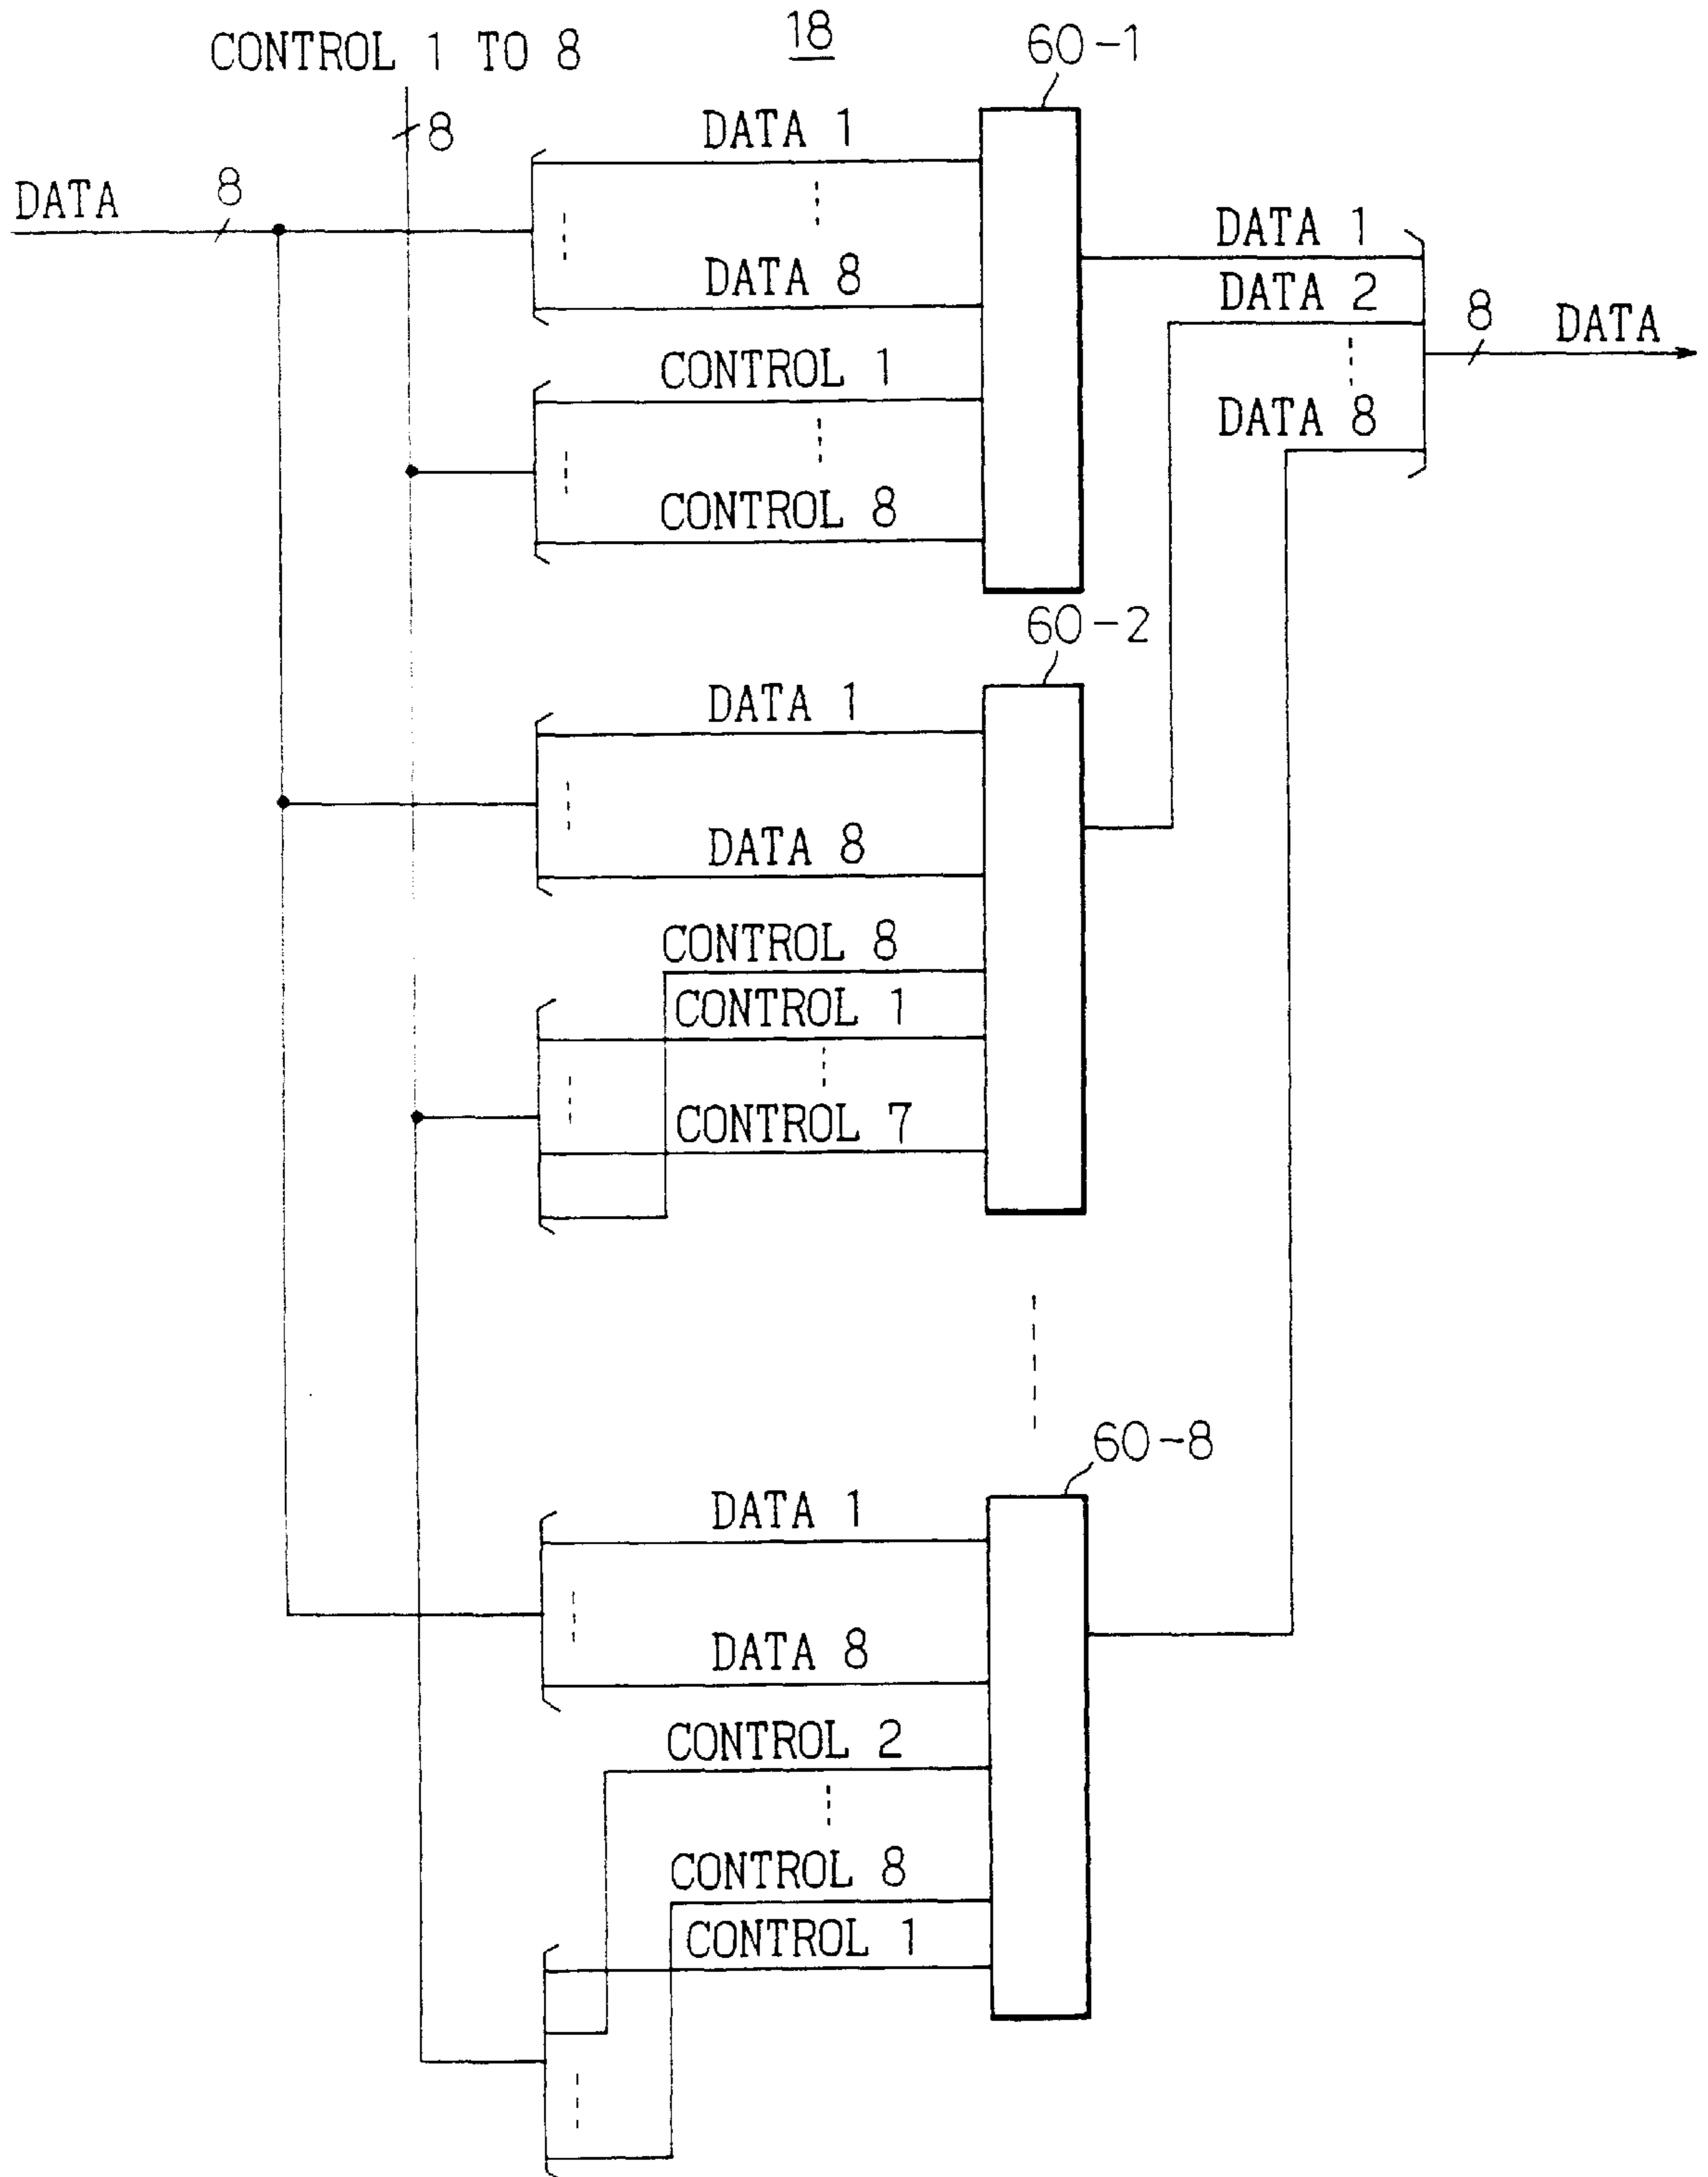 18
CONTROL 1 TO 8
60-1
8
DATA 1
DATA 8
DATA 8
CONTROL 1
CONTROL 8
DATA 1
DATA 2
DATA 8
8 DATA
60-2
DATA 1
DATA 8
CONTROL 8
CONTROL 1
CONTROL 7
60-8
DATA 1
DATA 8
CONTROL 2
CONTROL 8
CONTROL 1